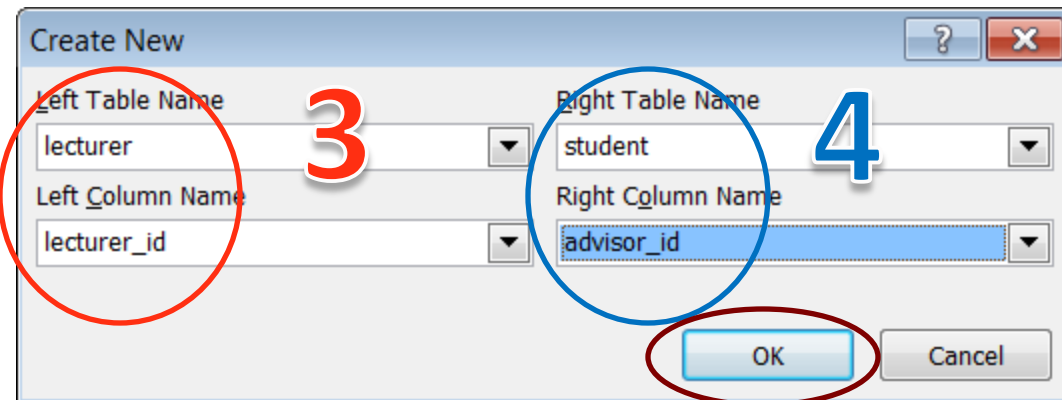 Create New
?
Left Table Name
3
Right Table Name
4
lecturer
student
Left Column Name
Right Column Name
lecturer_id
advisor_id
OK
Cancel